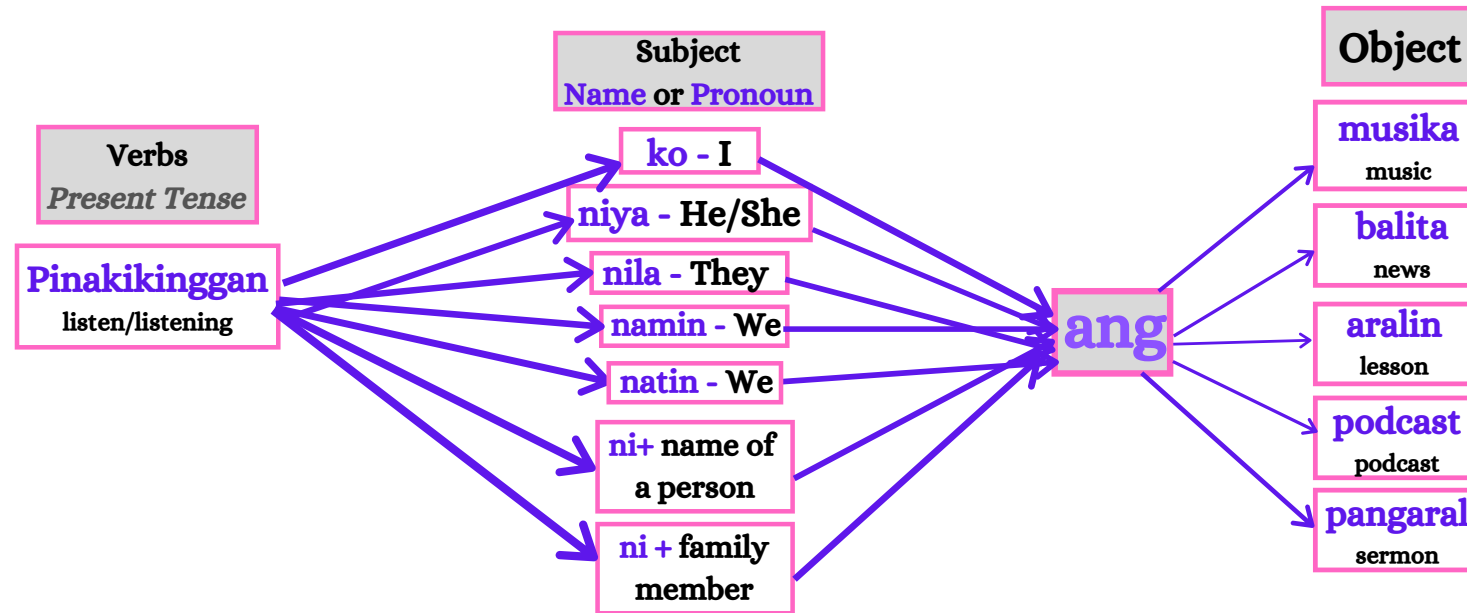 Verbs
Present Tense
Pinakikinggan
listen/listening
Subject
Name or Pronoun
ko - I
niya - He/She
nila - They
namin - We
natin - We
ni+ name of
a person
ni + family
member
ang
Object
musika
music
balita
news
aralin
lesson
podcast
podcast
pangaral
sermon